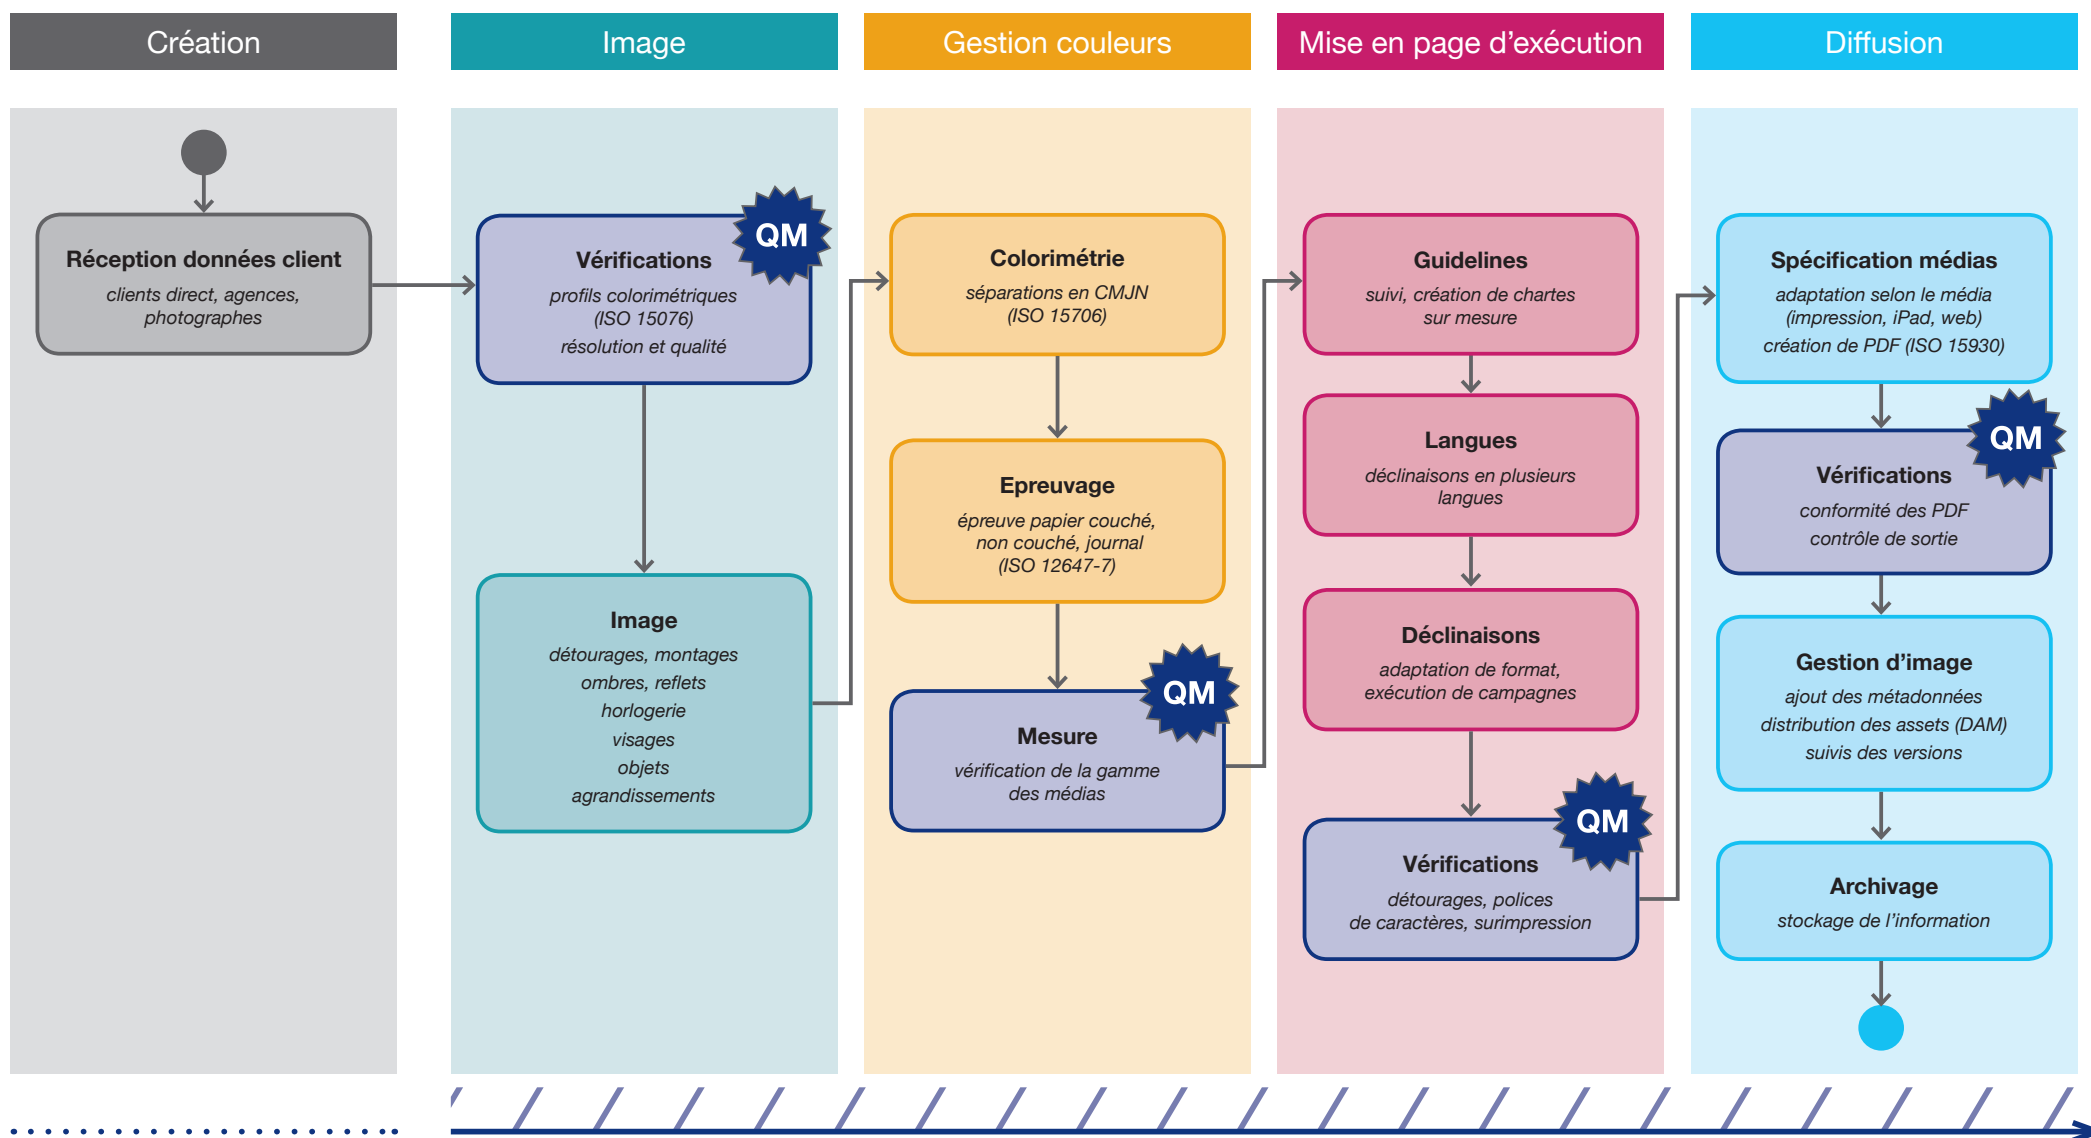 Création
Image
Gestion couleurs
Mise en page d’exécution
Diffusion
Réception données client
clients direct, agences,
photographes
QM
Vérifications
profils colorimétriques
(ISO 15076)
résolution et qualité
Image
détourages, montages
ombres, reflets
horlogerie
visages
objets
agrandissements
Colorimétrie
séparations en CMJN
(ISO 15706)
Epreuvage
épreuve papier couché,
non couché, journal
(ISO 12647-7)
QM
Mesure
vérification de la gamme
des médias
Guidelines
suivi, création de chartes
sur mesure
Langues
déclinaisons en plusieurs
langues
Déclinaisons
adaptation de format,
exécution de campagnes
QM
Vérifications
détourages, polices
de caractères, surimpression
Spécification médias
adaptation selon le média
(impression, iPad, web)
création de PDF (ISO 15930)
QM
Vérifications
conformité des PDF
contrôle de sortie
Gestion d’image
ajout des métadonnées
distribution des assets (DAM)
suivis des versions
Archivage
stockage de l’information